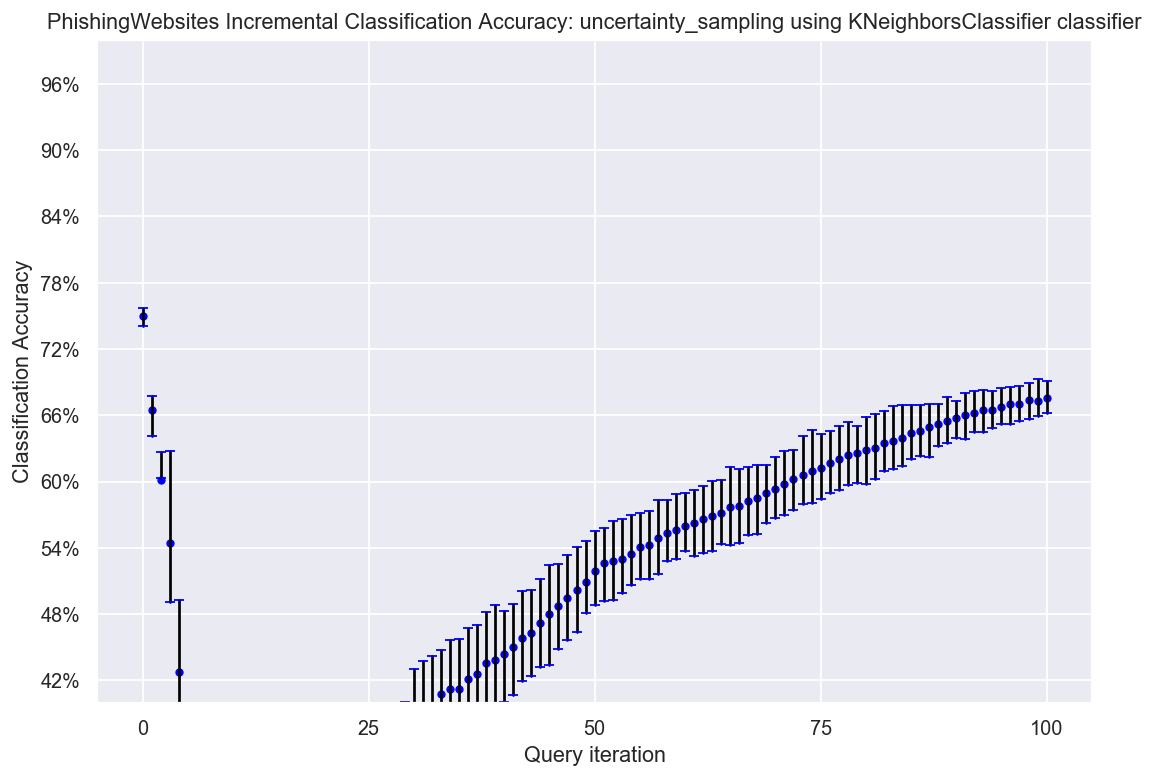 PhishingWebsites Incremental Classification Accuracy: uncertainty_sampling using KNeighborsClassifier classifier
96%
90%
84%
78%
72%
66%
60%
54%
48%
42%
Classification Accuracy
0 25 50 75 100
Query iteration